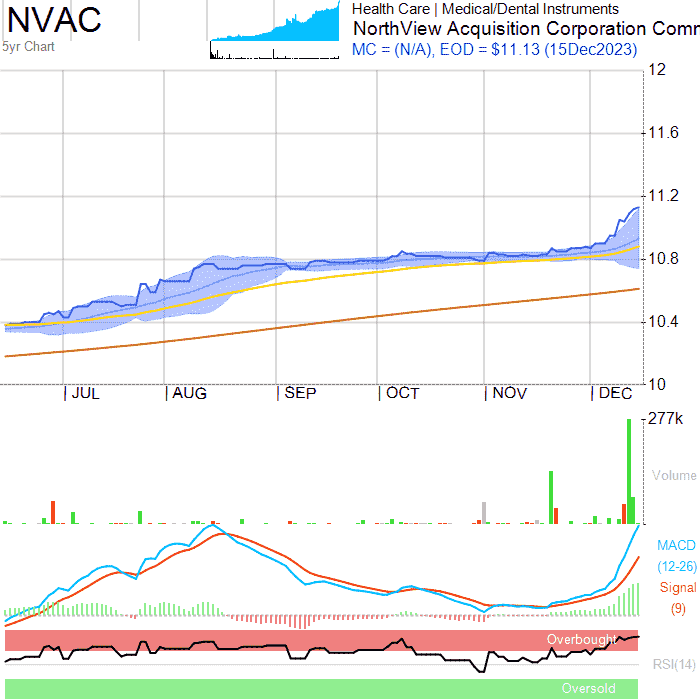 NVAC
5yr Chart
Health Care | Medical/Dental Instruments
NorthView Acquisition Corporation Comm
MC = (N/A), EOD = $11.13 (15Dec2023)
12
11.6
11.2
10.8
10.4
10
JUL
AUG
SEP
OCT
NOV
DEC
277k
Volume
MACD
(12-26)
Signal
(9)
Overbought
RSI(14)
Oversold